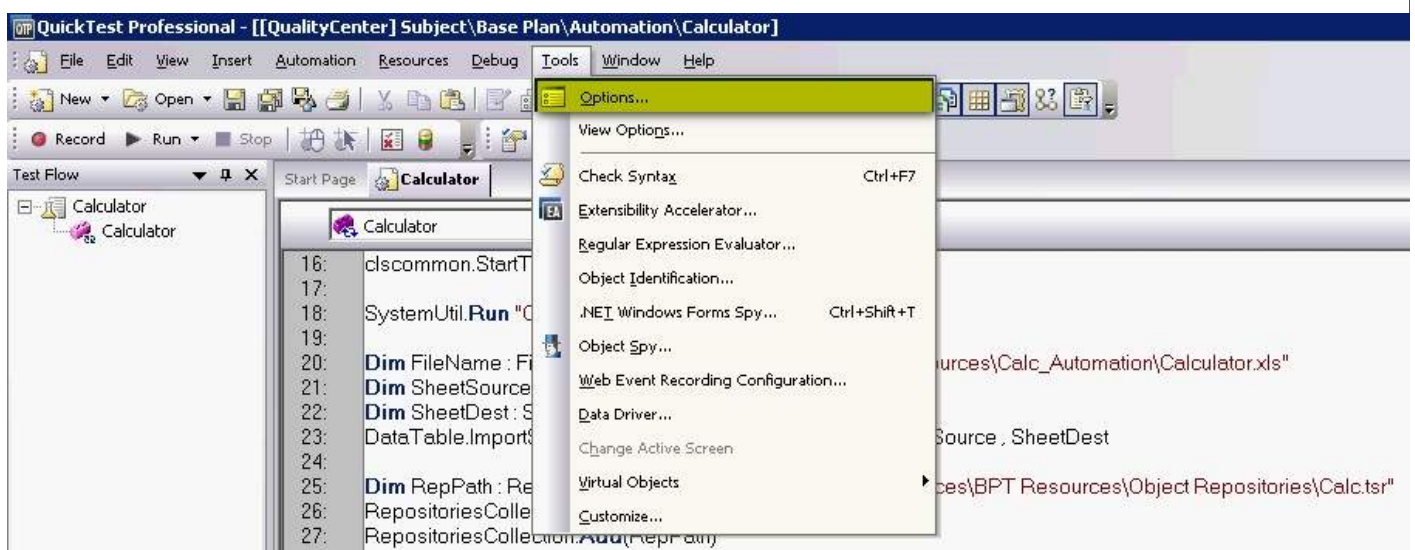 QuickTest Professional - [[QualityCenter] Subject\Base Plan\Automation\Calculator]
File Edit View Insert Automation Resources Debug Tools Window Help
New Open
Record Run Stop
Test Flow
Calculator
Calculator
Start Page Calculator
Calculator
16: clscommon.StartT
17:
18: SystemUtil.Run "C
19:
20: Dim FileName : Fi urces\Calc_Automation\Calculator.xls"
21: Dim SheetSource
22: Dim SheetDest : S
23: DataTable.ImportS Source , SheetDest
24:
25: Dim RepPath : Re ces\BPT Resources\Object Repositories\Calc.tsr"
26: RepositoriesColle
27: RepositoriesCollection.Add(RepPath)
Options...
View Options...
Check Syntax Ctrl+F7
EA Extensibility Accelerator...
Regular Expression Evaluator...
Object Identification...
.NET Windows Forms Spy... Ctrl+Shift+T
Object Spy...
Web Event Recording Configuration...
Data Driver...
Change Active Screen
Virtual Objects
Customize...